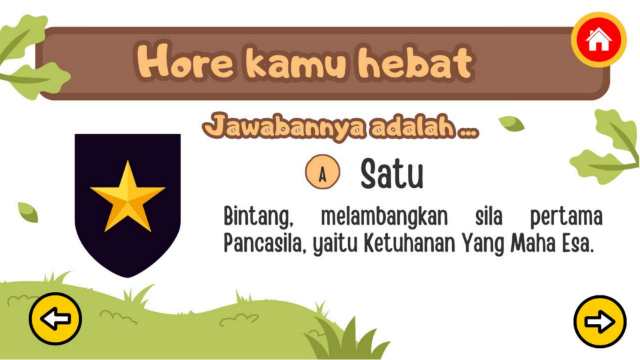 Hore kamu hebat
Jawabannya adalah ...
A Satu
Bintang, melambangkan sila pertama
Pancasila, yaitu Ketuhanan Yang Maha Esa.